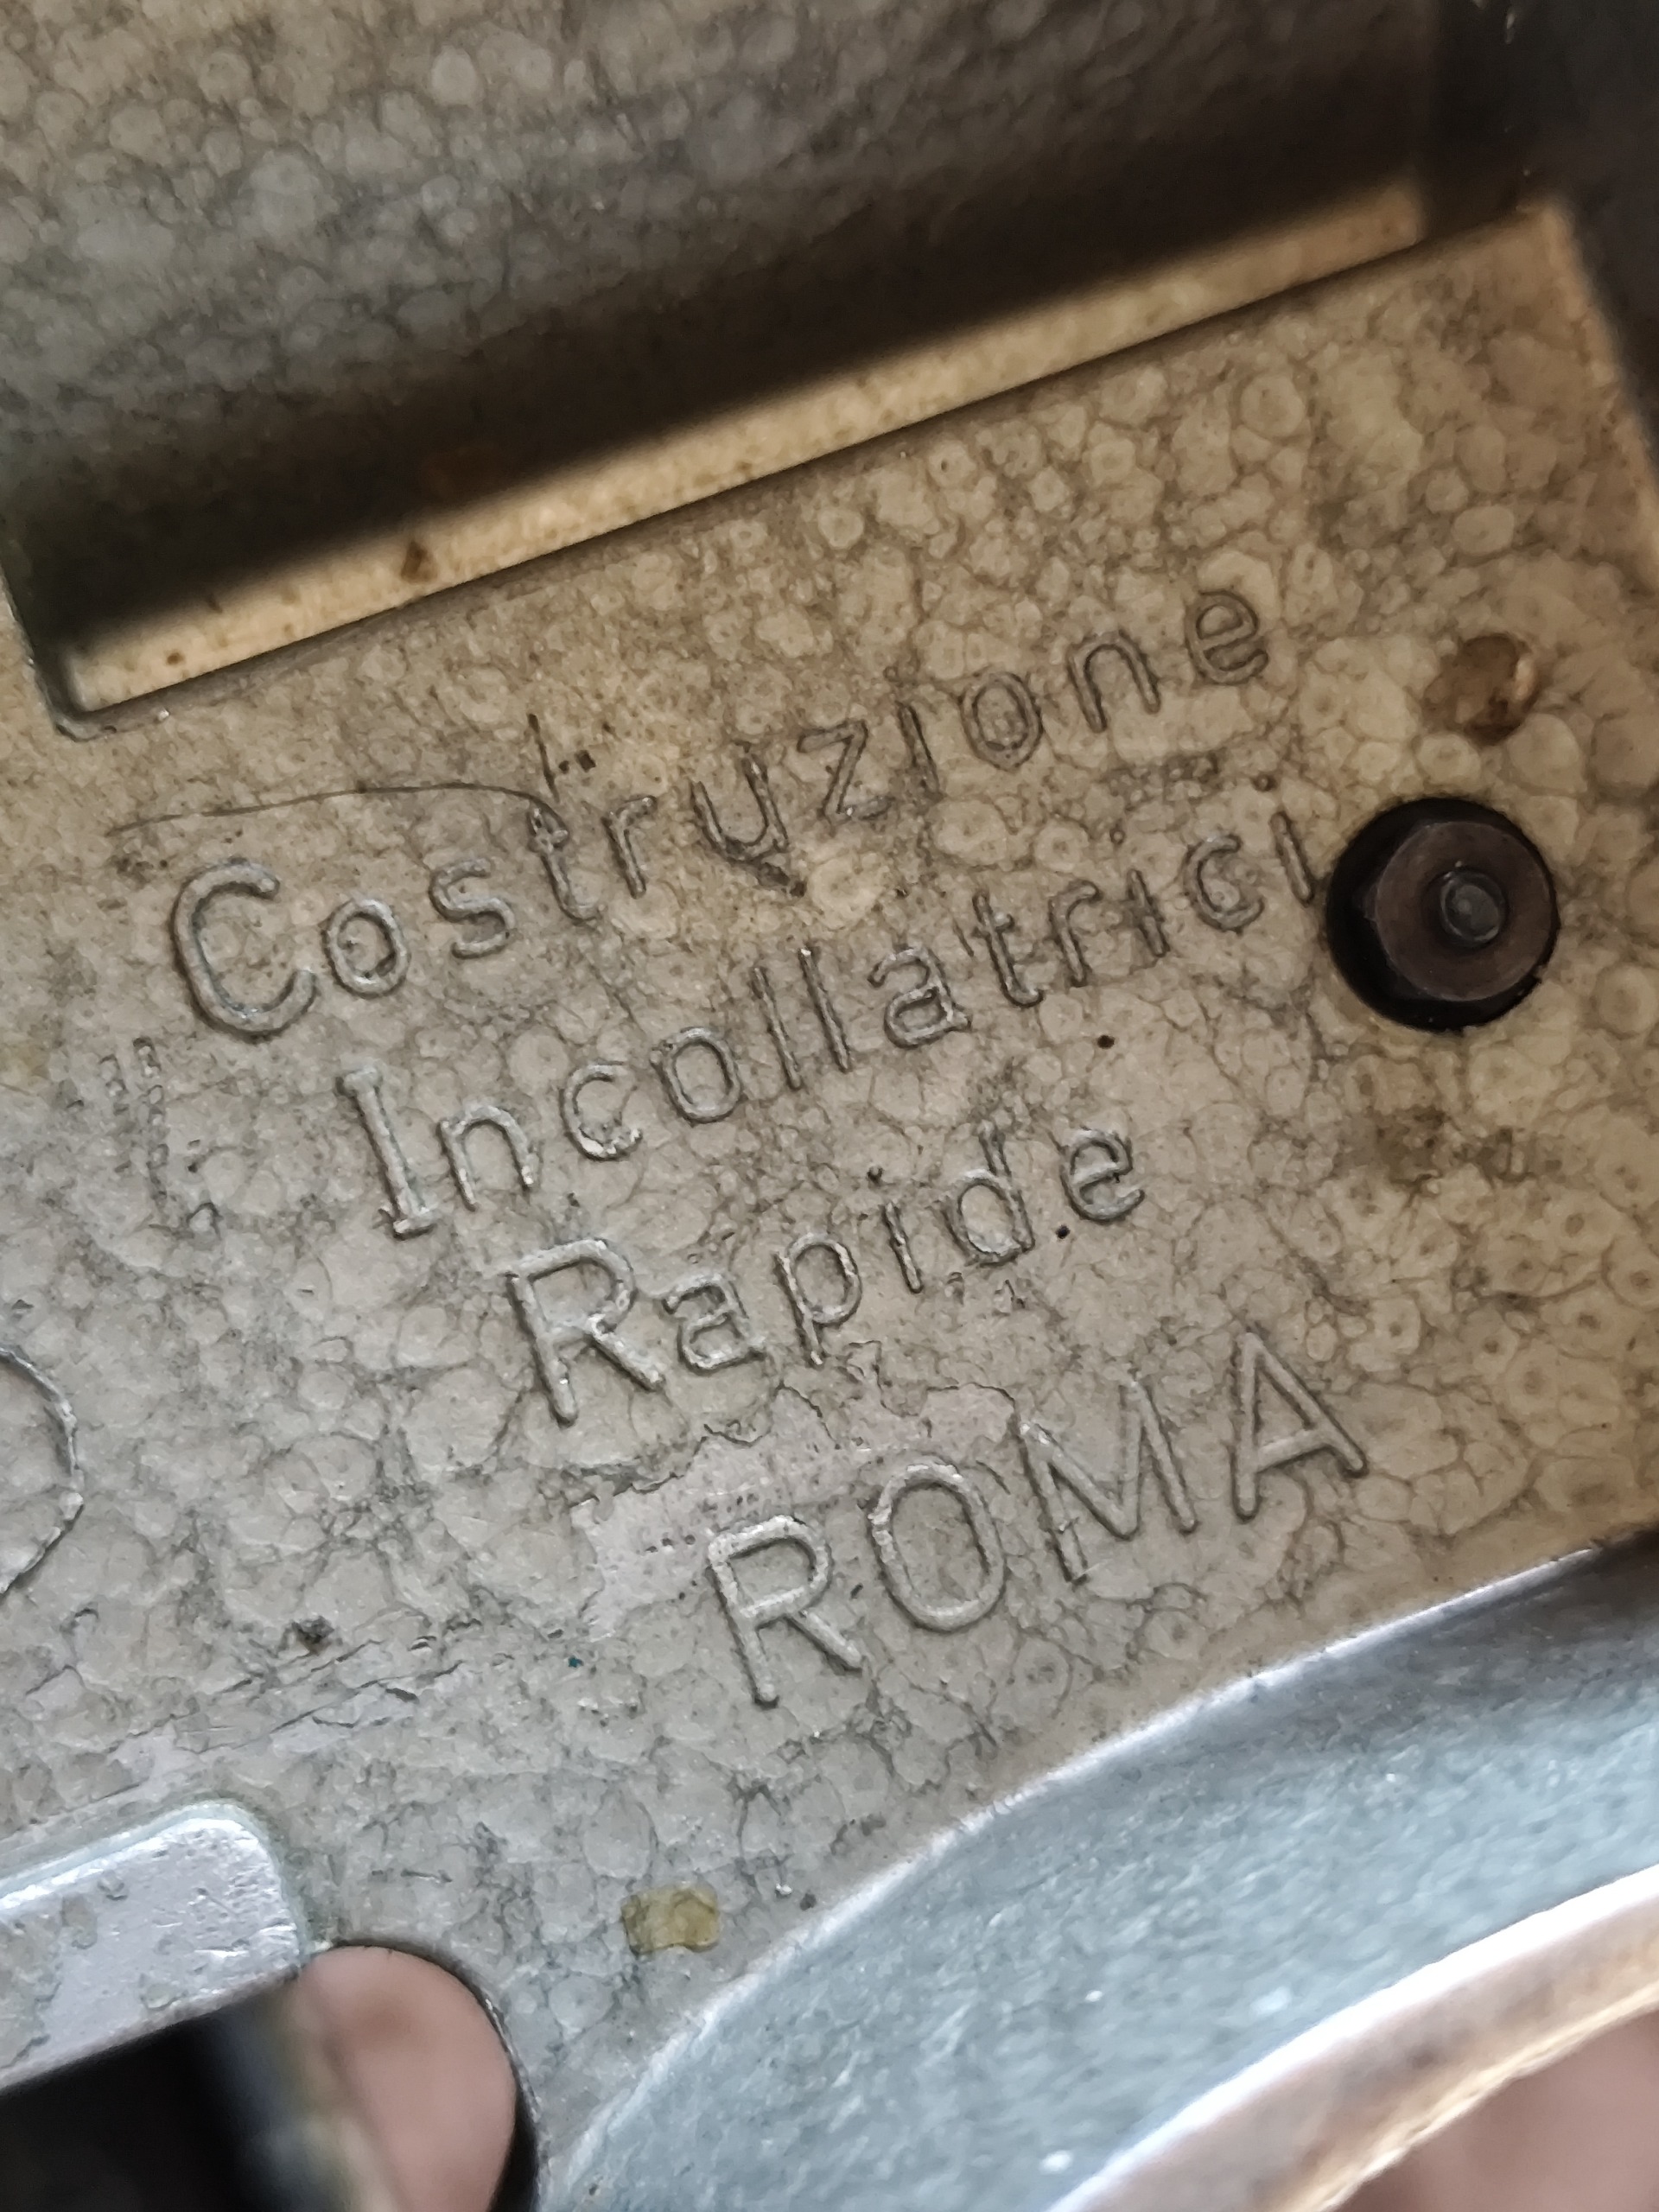 Costruzione
Incollatrici
Rapide
ROMA